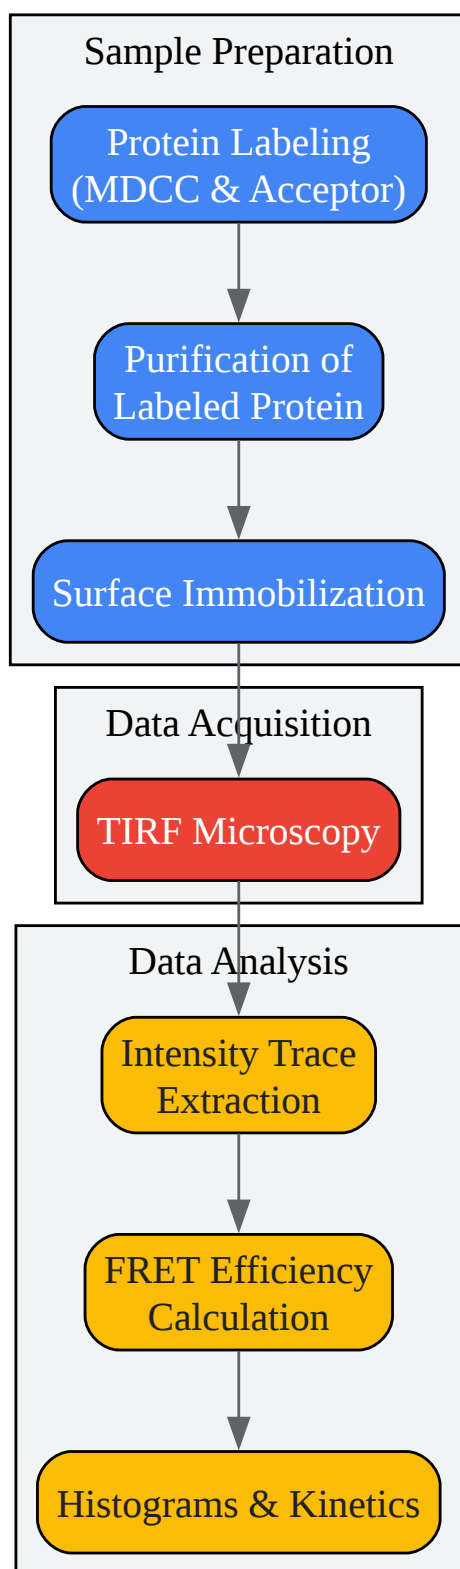 Sample Preparation
Protein Labeling
(MDCC & Acceptor)
Purification of
Labeled Protein
Surface Immobilization
Data Acquisition
TIRF Microscopy
Data Analysis
Intensity Trace
Extraction
FRET Efficiency
Calculation
Histograms & Kinetics